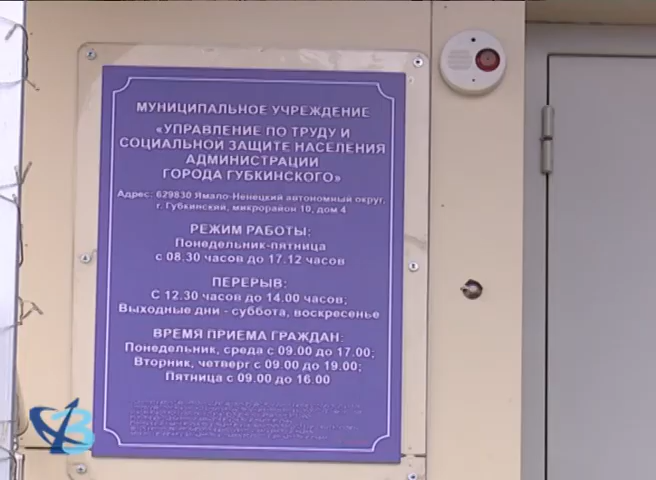 МУНИЦИПАЛЬНОЕ УЧРЕЖДЕНИЕ
«УПРАВЛЕНИЕ ПО ТРУДУ И
СОЦИАЛЬНОЙ ЗАЩИТЕ НАСЕЛЕНИЯ
АДМИНИСТРАЦИИ
ГОРОДА ГУБКИНСКОГО»
Адрес: 629830 Ямало-Ненецкий автономный округ,
г. Губкинский, микрорайон 10, дом 4
РЕЖИМ РАБОТЫ:
Понедельник-пятница
с 08.30 часов до 17.12 часов
ПЕРЕРЫВ:
С 12.30 часов до 14.00 часов;
Выходные дни - суббота, воскресенье
ВРЕМЯ ПРИЕМА ГРАЖДАН:
Понедельник, среда с 09.00 до 17.00;
Вторник, четверг с 09.00 до 19.00;
Пятница с 09.00 до 16.00